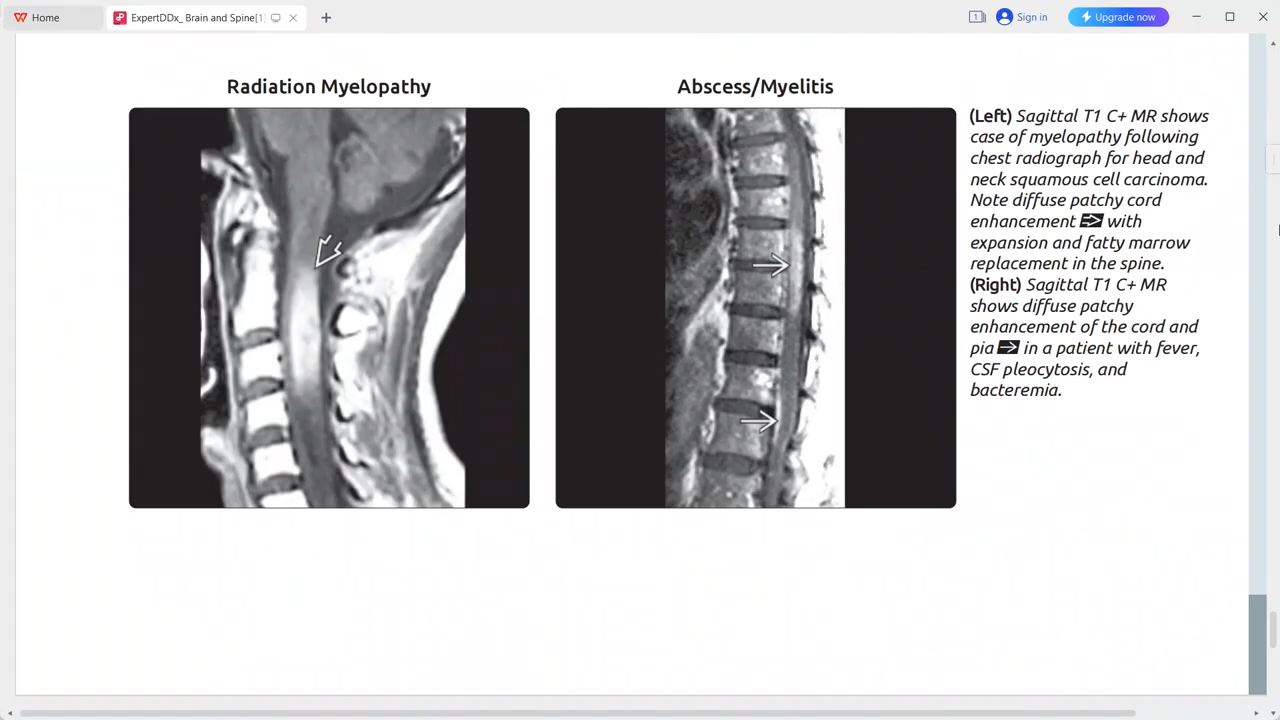 Home
ExpertDDx_ Brain and Spine[1]
1
Sign in
Upgrade now
Radiation Myelopathy
Abscess/Myelitis
(Left) Sagittal T1 C+ MR shows
case of myelopathy following
chest radiograph for head and
neck squamous cell carcinoma.
Note diffuse patchy cord
enhancement with
expansion and fatty marrow
replacement in the spine.
(Right) Sagittal T1 C+ MR
shows diffuse patchy
enhancement of the cord and
pia in a patient with fever,
CSF pleocytosis, and
bacteremia.